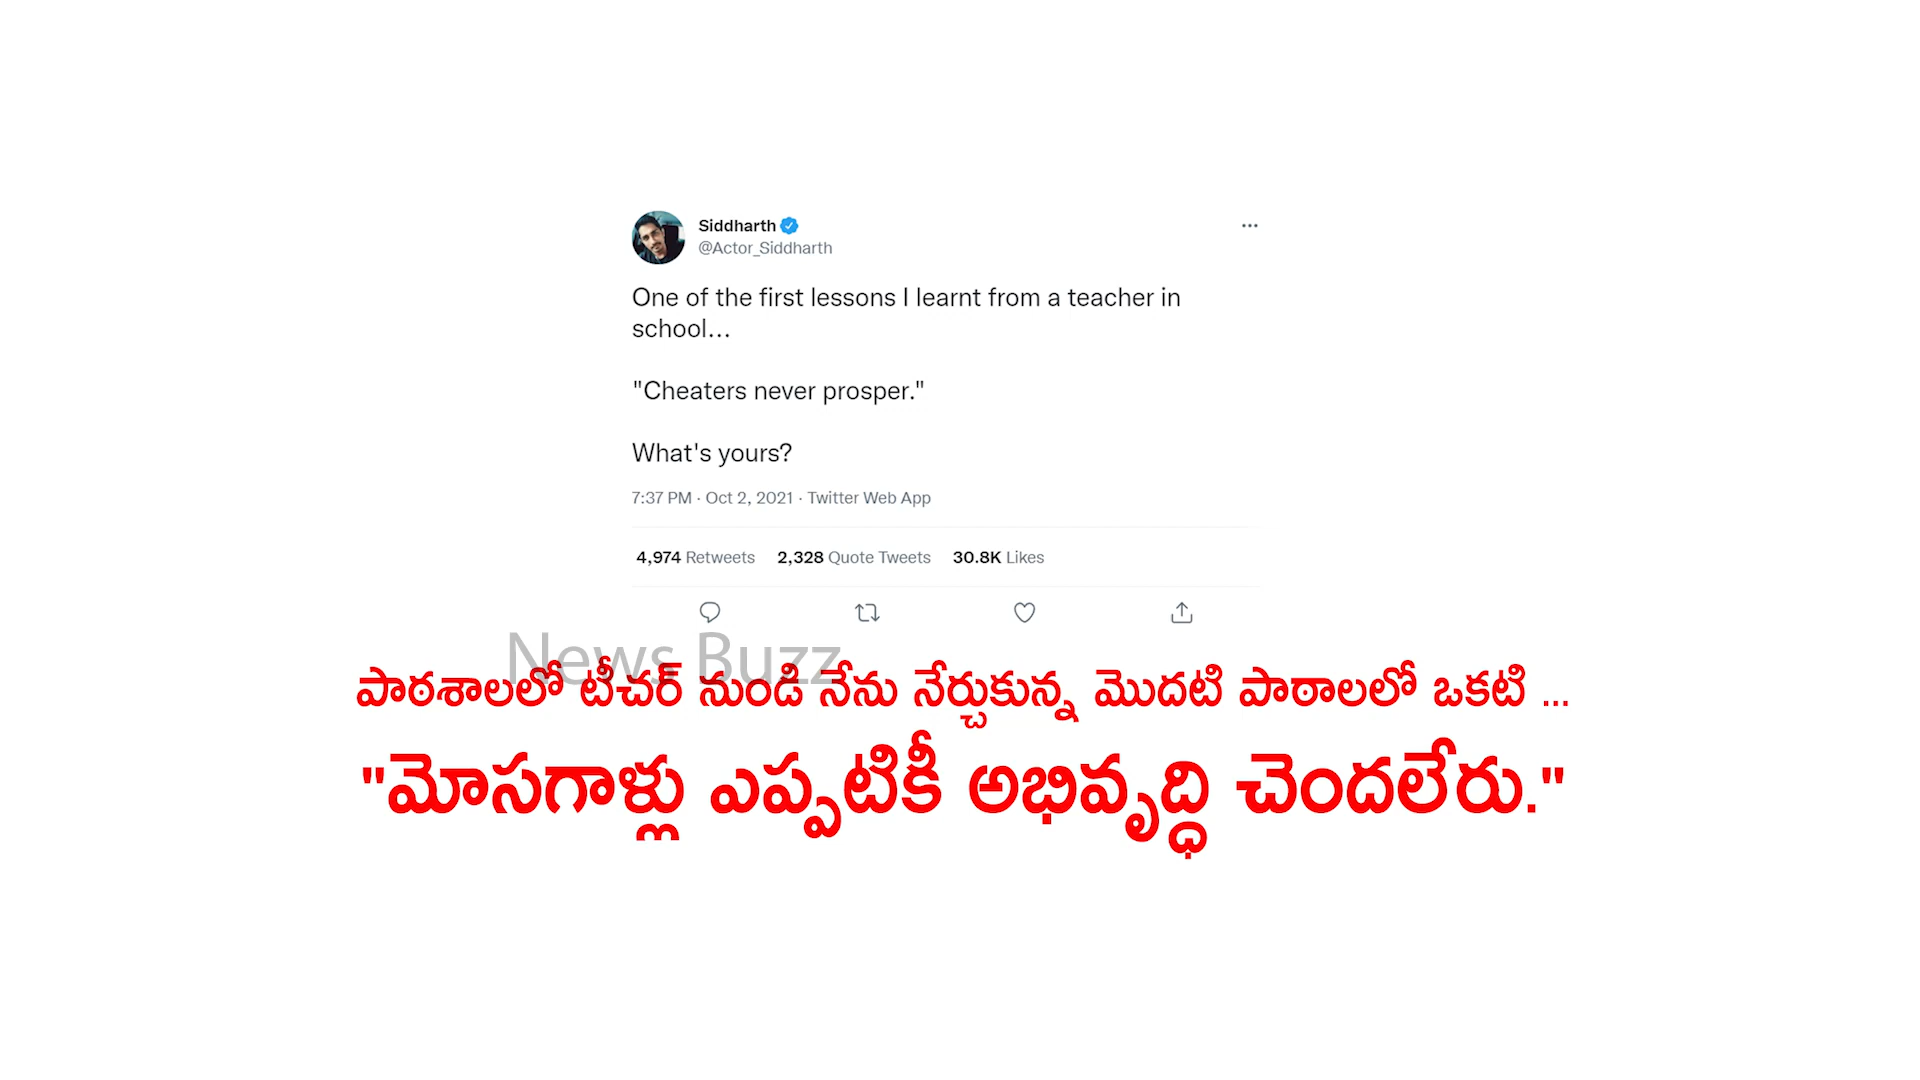 Siddharth
@Actor_Siddharth
One of the first lessons I learnt from a teacher in
school...
"Cheaters never prosper."
What's yours?
7:37 PM · Oct 2, 2021 · Twitter Web App
4,974 Retweets 2,328 Quote Tweets 30.8K Likes
News Buzz
పాఠశాలలో టీచర్ నుండి నేను నేర్చుకున్న మొదటి పాఠాలలో ఒకటి ...
"మోసగాళ్లు ఎప్పటికీ అభివృద్ధి చెందలేరు."